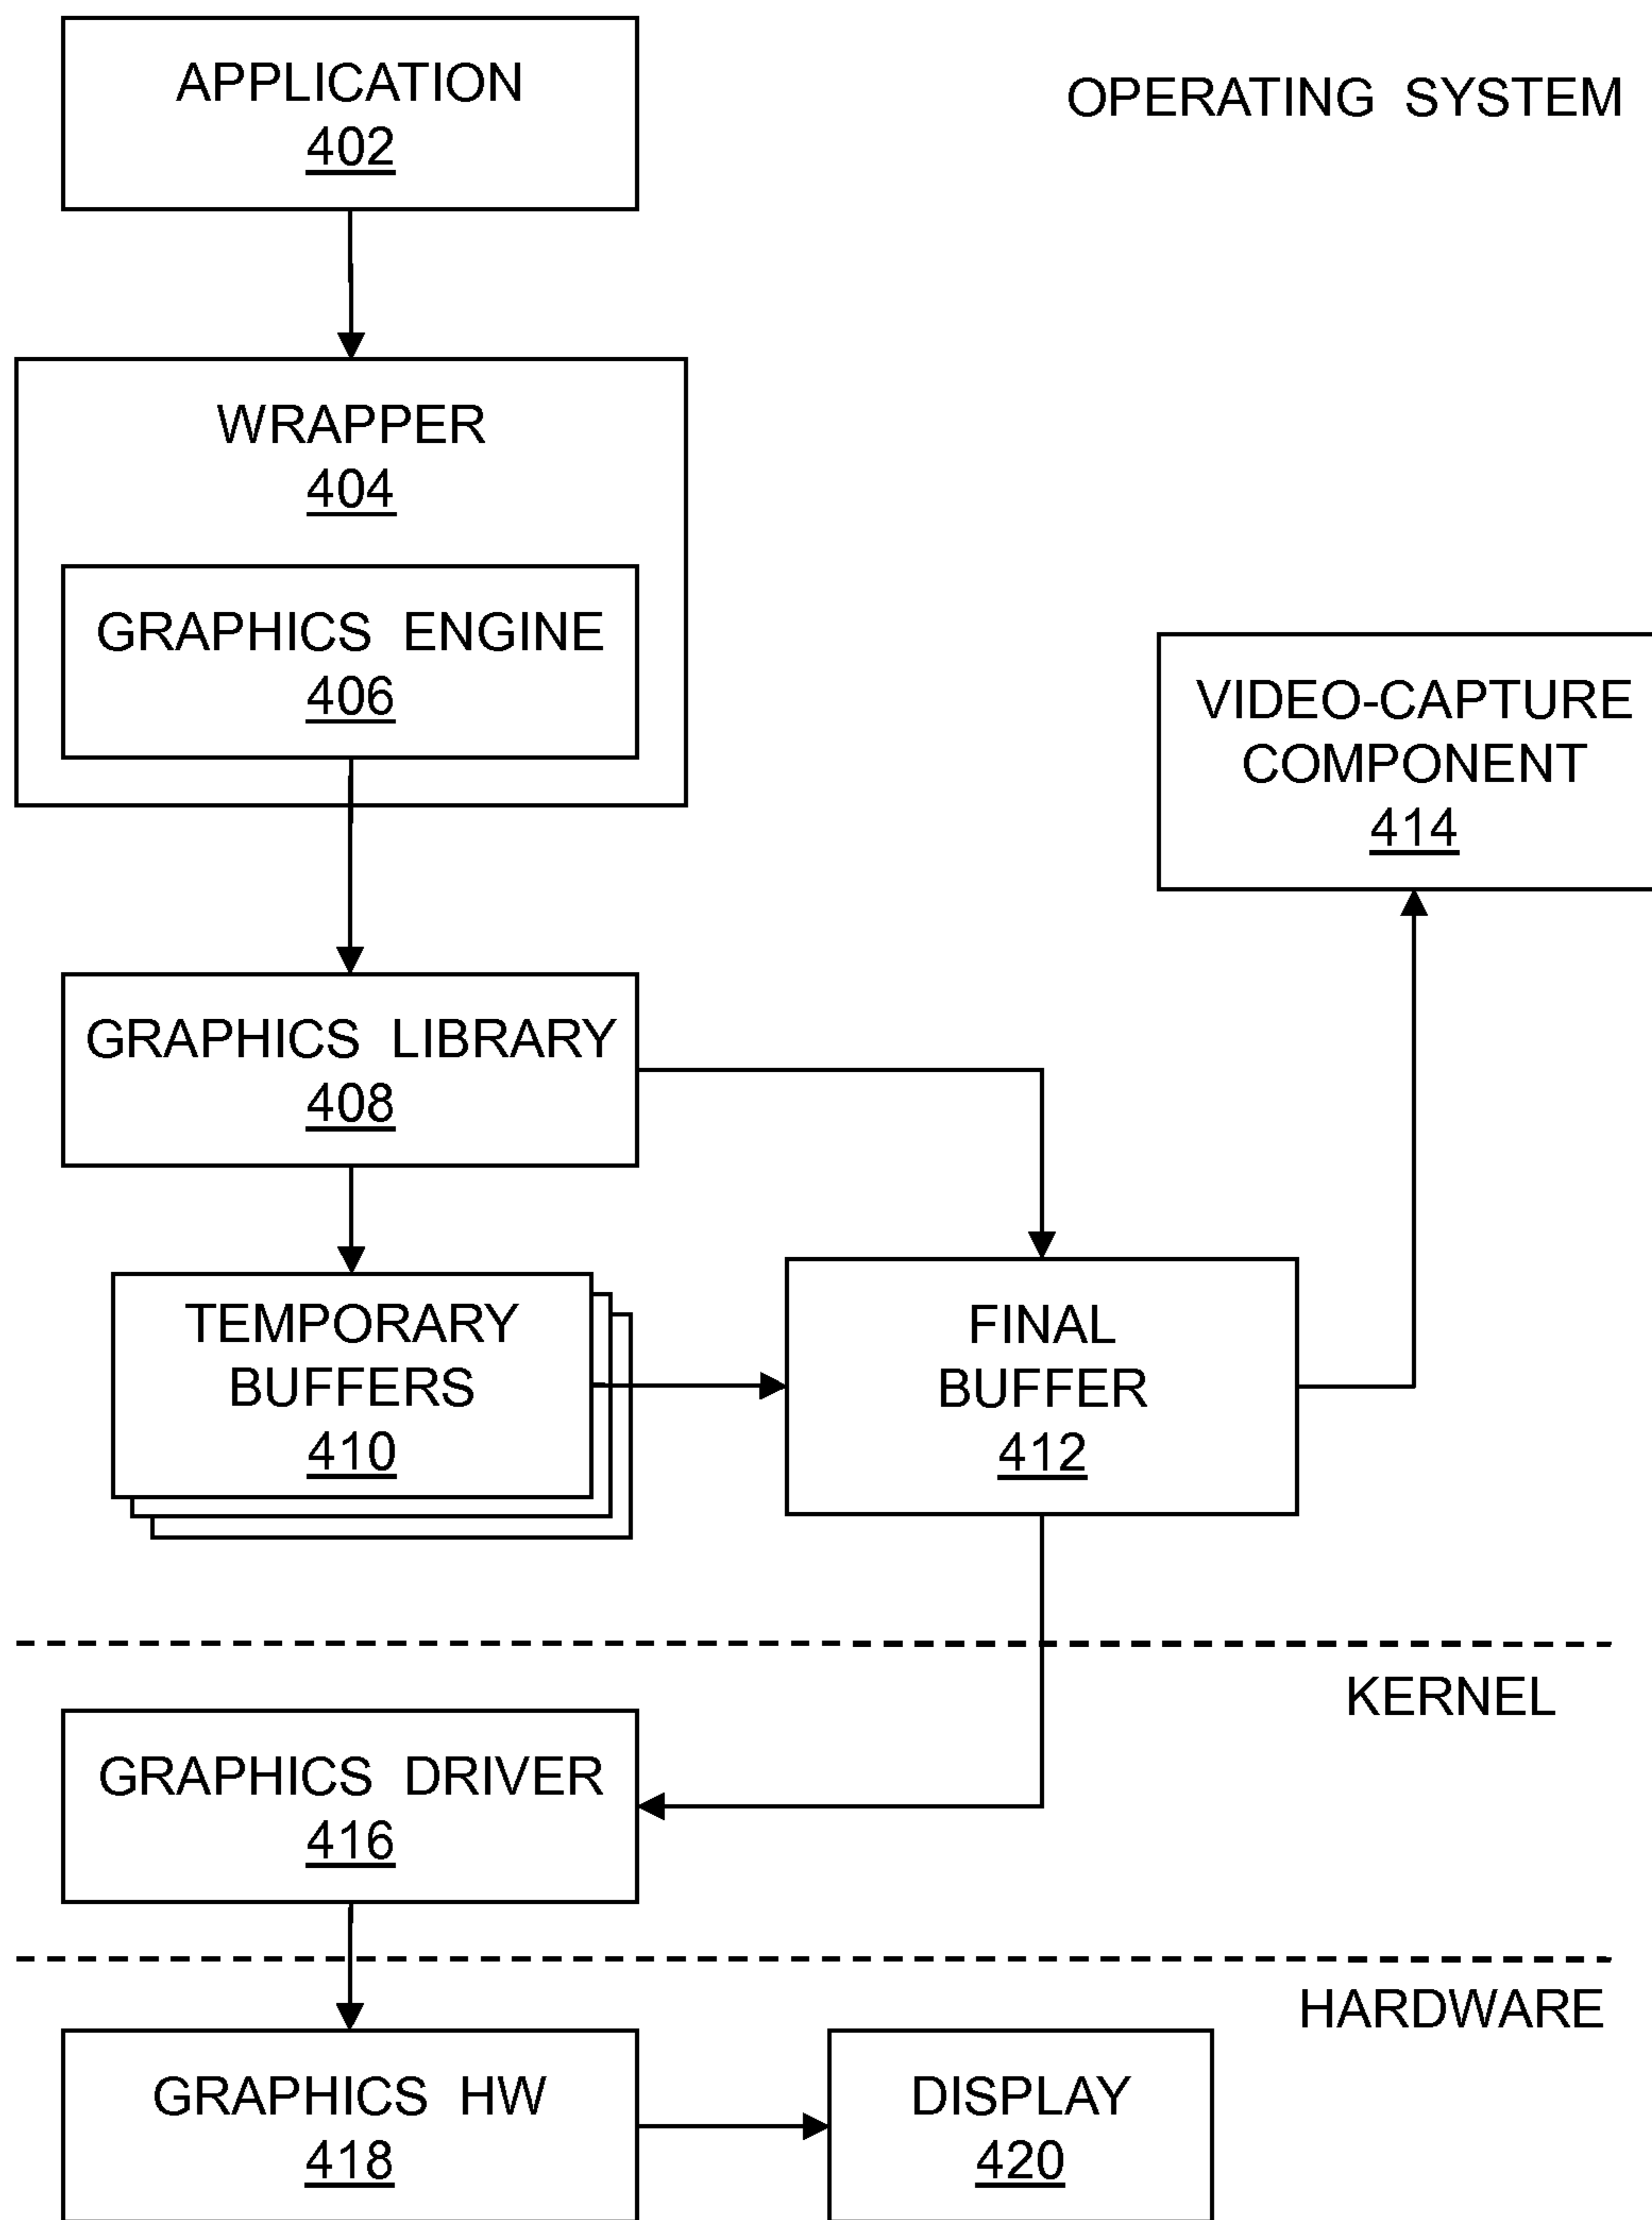 APPLICATION
402
OPERATING SYSTEM
WRAPPER
404
GRAPHICS ENGINE
406
VIDEO-CAPTURE
COMPONENT
414
GRAPHICS LIBRARY
408
TEMPORARY
BUFFERS
410
FINAL
BUFFER
412
KERNEL
GRAPHICS DRIVER
416
HARDWARE
GRAPHICS HW
418
DISPLAY
420